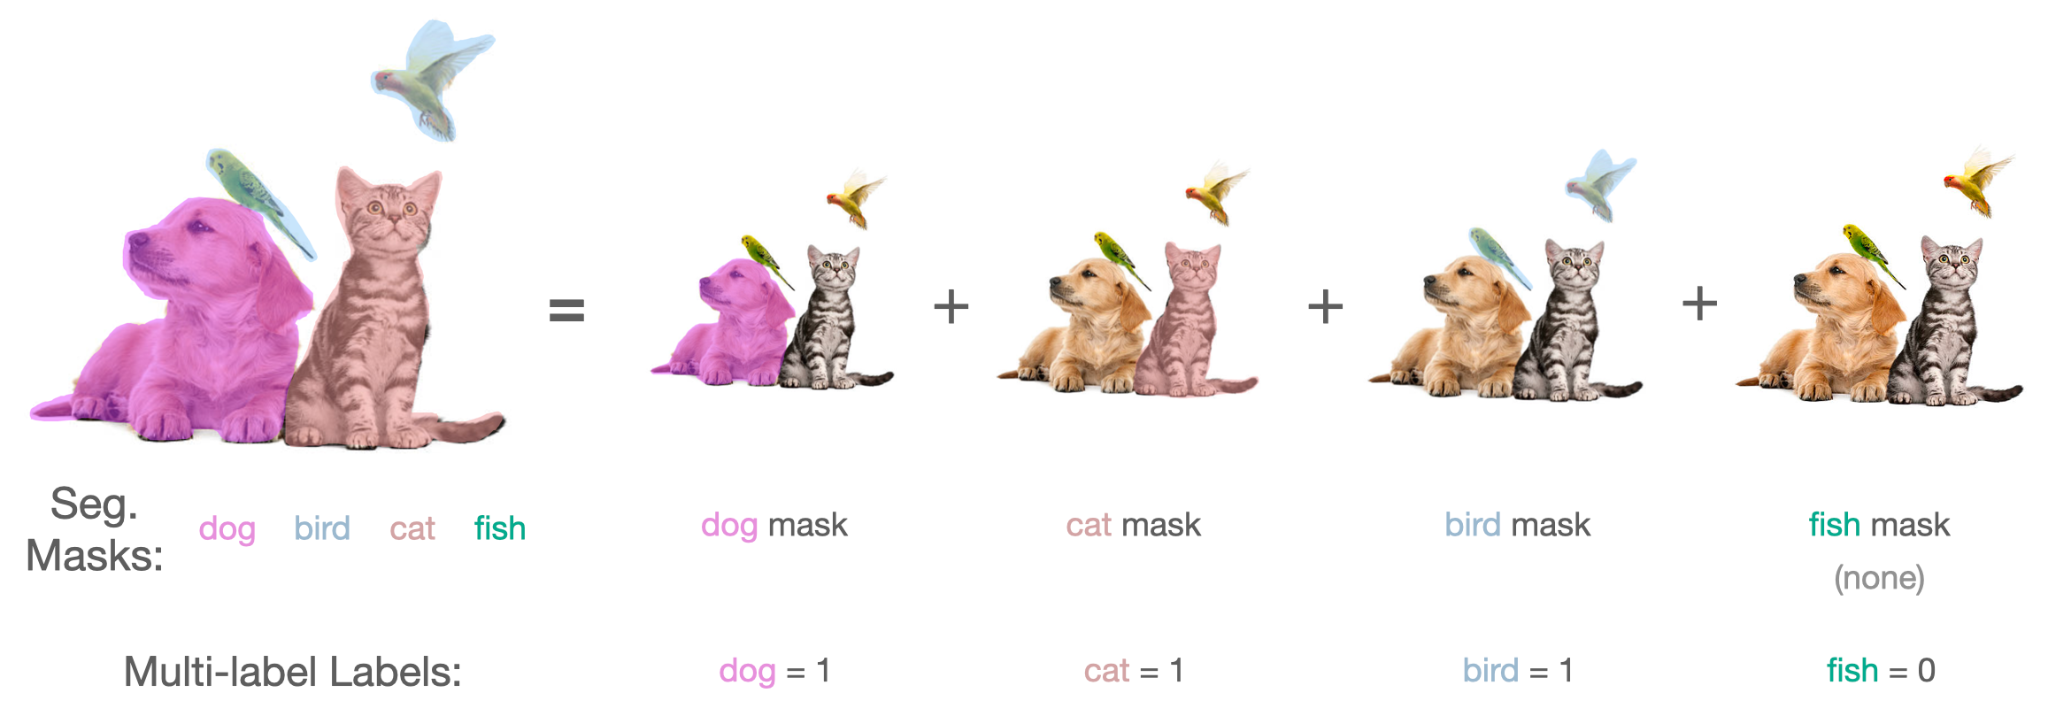 Seg.
Masks:
dog bird cat fish
=
+
+
+
dog mask
cat mask
bird mask
fish mask
(none)
Multi-label Labels:
dog = 1
cat = 1
bird = 1
fish = 0